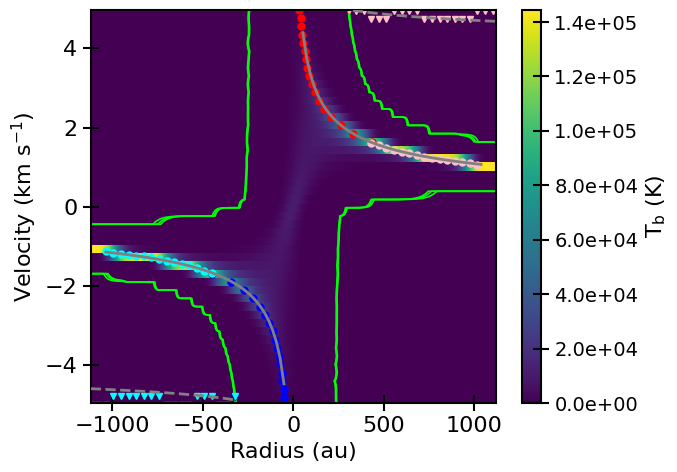 4
2
0
−2
−4
Velocity (km s⁻¹)
−1000
−500
0
500
1000
Radius (au)
1.4e+05
1.2e+05
1.0e+05
8.0e+04
6.0e+04
4.0e+04
2.0e+04
0.0e+00
T_b (K)